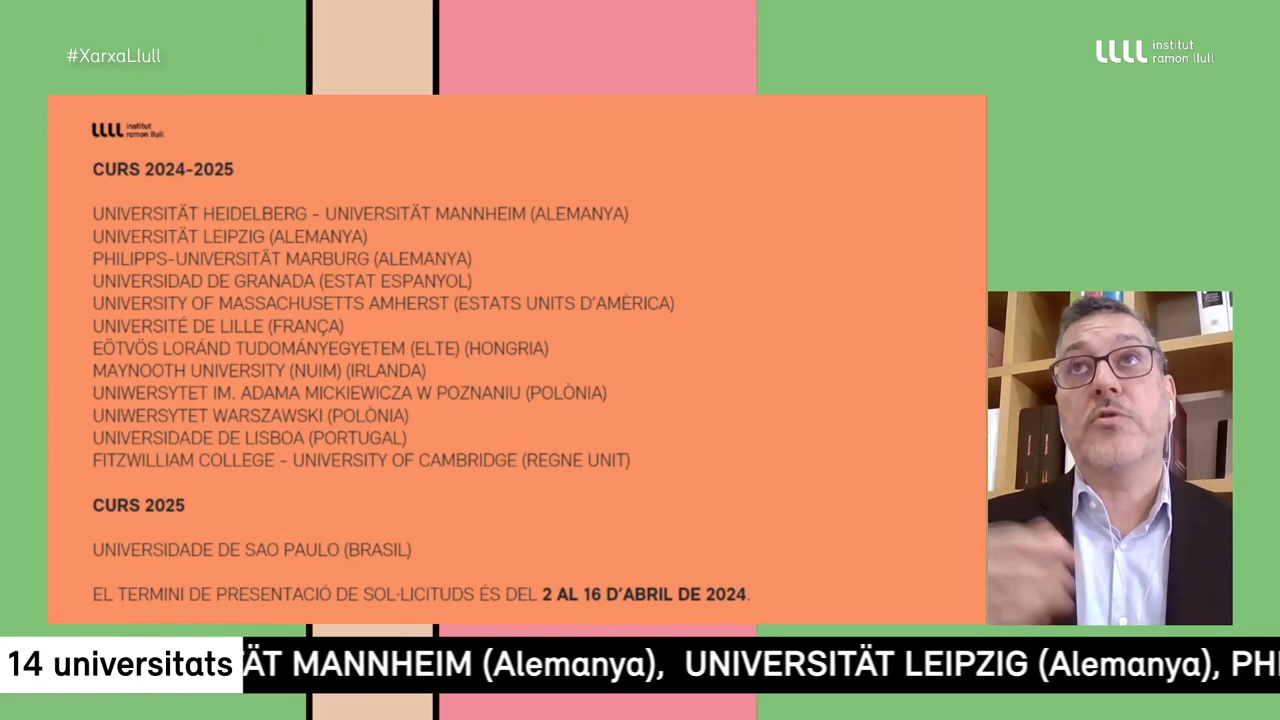 #XarxaLlull
institut
ramon llull
institut
ramon llull
CURS 2024-2025
UNIVERSITÄT HEIDELBERG - UNIVERSITÄT MANNHEIM (ALEMANYA)
UNIVERSITÄT LEIPZIG (ALEMANYA)
PHILIPPS-UNIVERSITÄT MARBURG (ALEMANYA)
UNIVERSIDAD DE GRANADA (ESTAT ESPANYOL)
UNIVERSITY OF MASSACHUSETTS AMHERST (ESTATS UNITS D'AMÈRICA)
UNIVERSITÉ DE LILLE (FRANÇA)
EÖTVÖS LORÁND TUDOMÁNYEGYETEM (ELTE) (HONGRIA)
MAYNOOTH UNIVERSITY (NUIM) (IRLANDA)
UNIWERSYTET IM. ADAMA MICKIEWICZA W POZNANIU (POLÒNIA)
UNIWERSYTET WARSZAWSKI (POLÒNIA)
UNIVERSIDADE DE LISBOA (PORTUGAL)
FITZWILLIAM COLLEGE - UNIVERSITY OF CAMBRIDGE (REGNE UNIT)
CURS 2025
UNIVERSIDADE DE SAO PAULO (BRASIL)
EL TERMINI DE PRESENTACIÓ DE SOL·LICITUDS ÉS DEL 2 AL 16 D'ABRIL DE 2024.
14 universitats ÄT MANNHEIM (Alemanya), UNIVERSITÄT LEIPZIG (Alemanya), PH